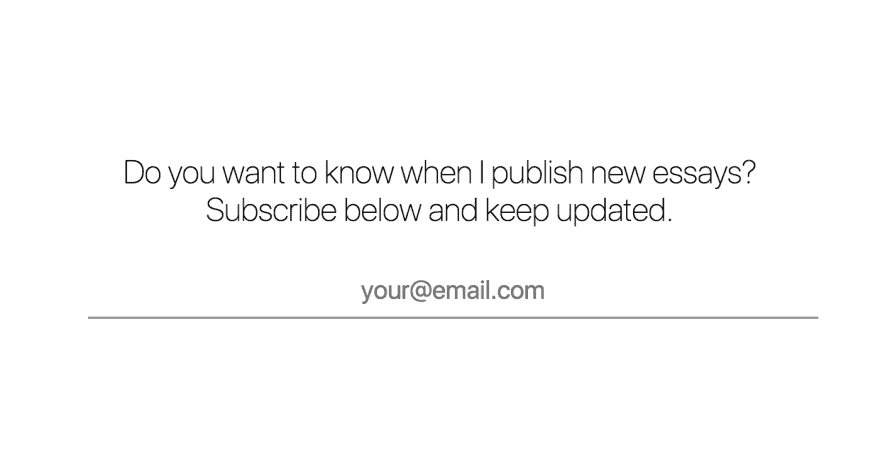 Do you want to know when I publish new essays?
Subscribe below and keep updated.
your@email.com